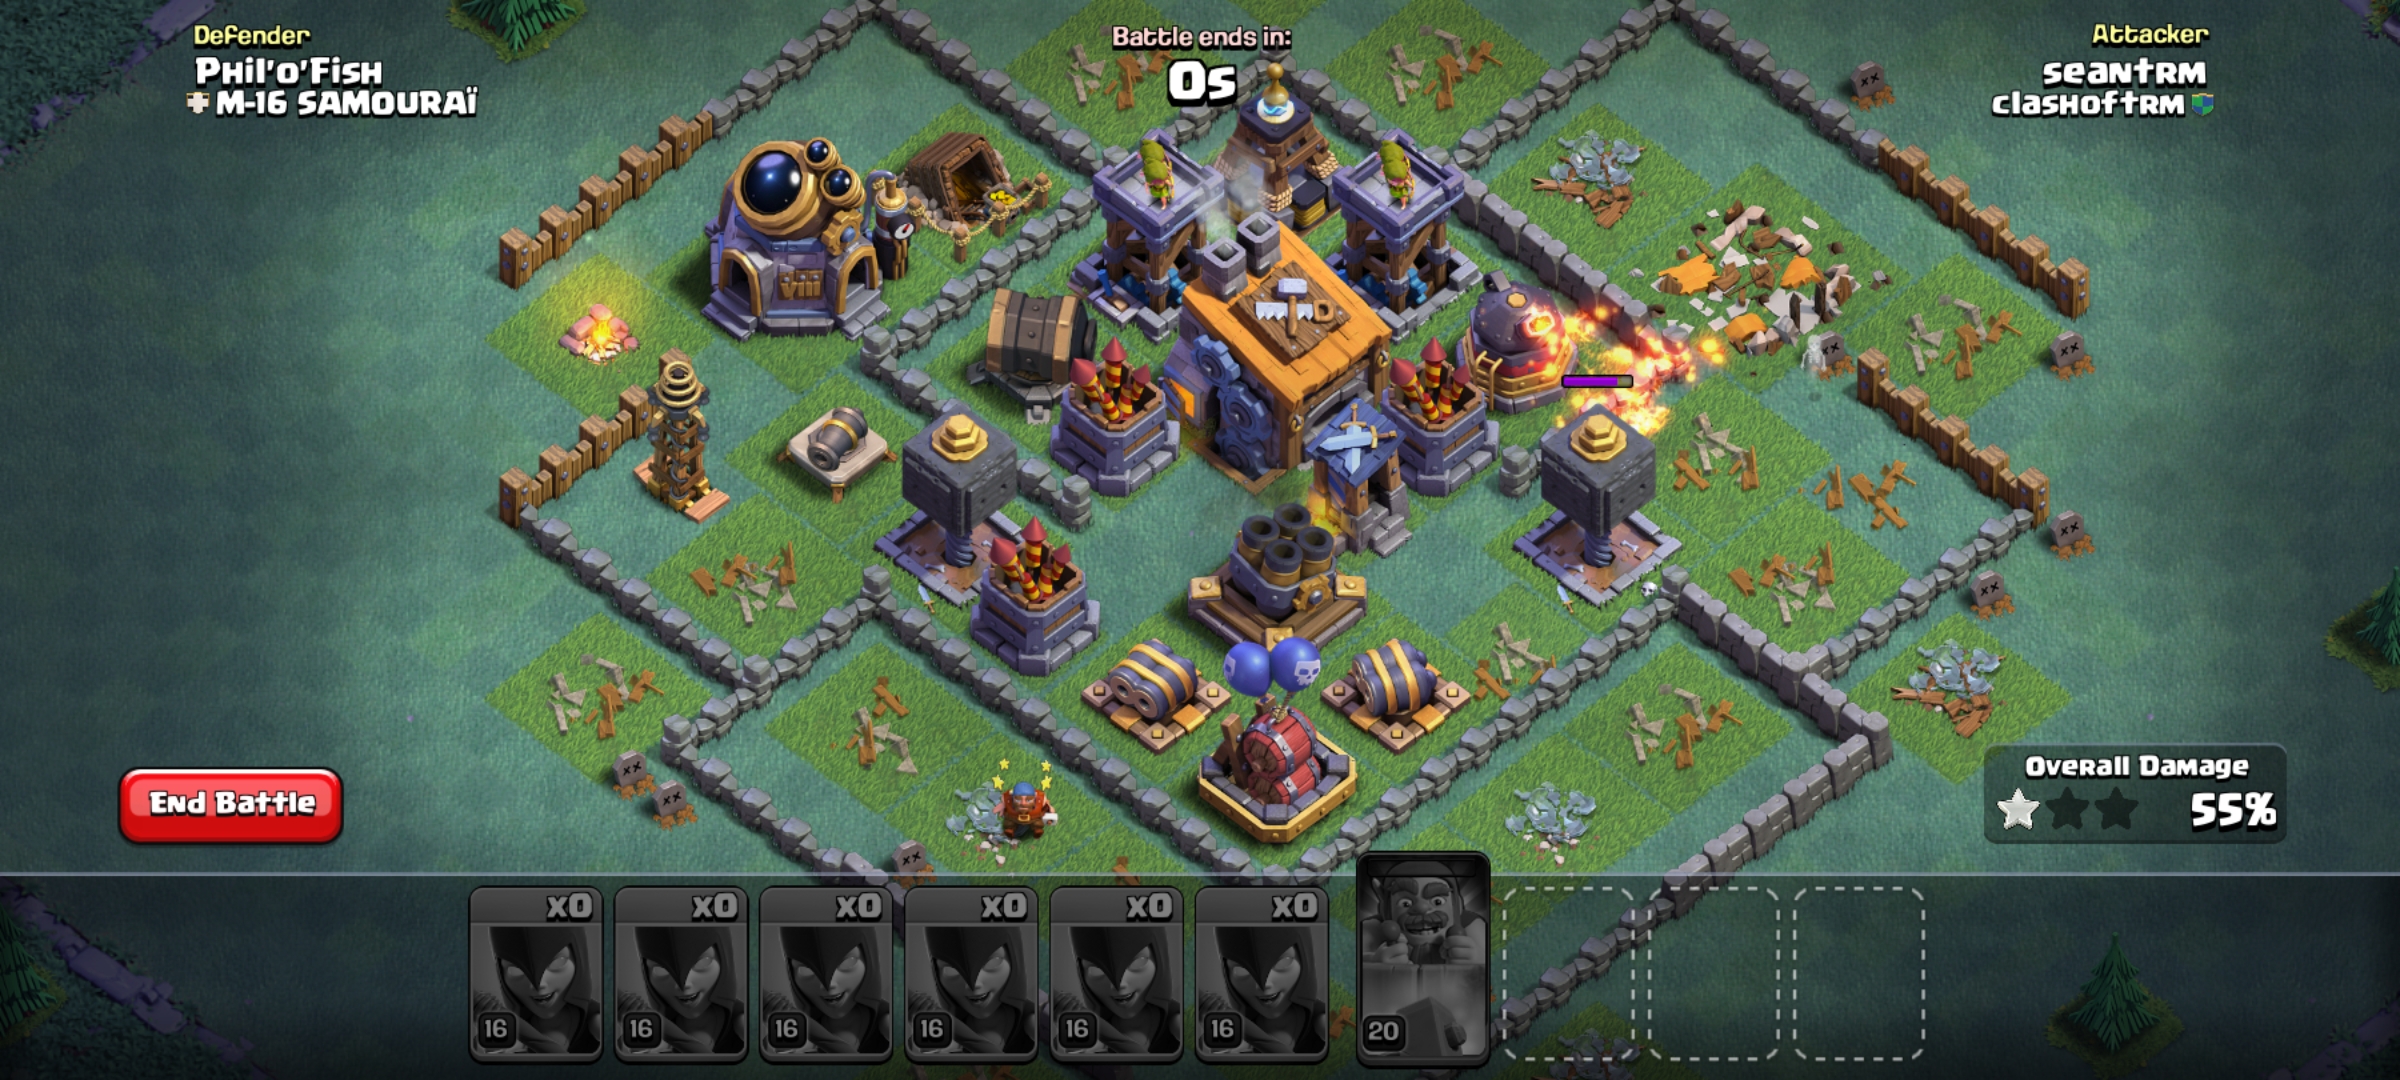 Defender
Phil'o'Fish
M-16 SAMOURAÏ
Battle ends in:
0s
Attacker
seantRM
clashoftRM
VIII
End Battle
Overall Damage
55%
x0
x0
x0
x0
x0
x0
16
16
16
16
16
16
20